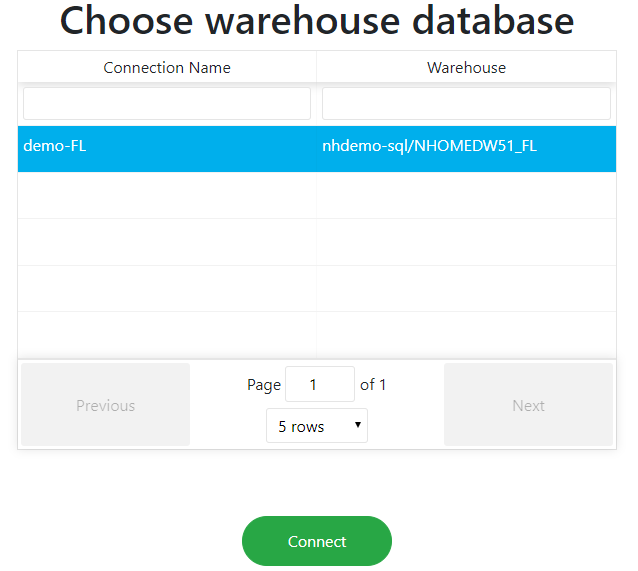 Choose warehouse database
Connection Name Warehouse
demo-FL nhdemo-sql/NHOMEDW51_FL
Page 1 of 1
Previous Next
5 rows
Connect